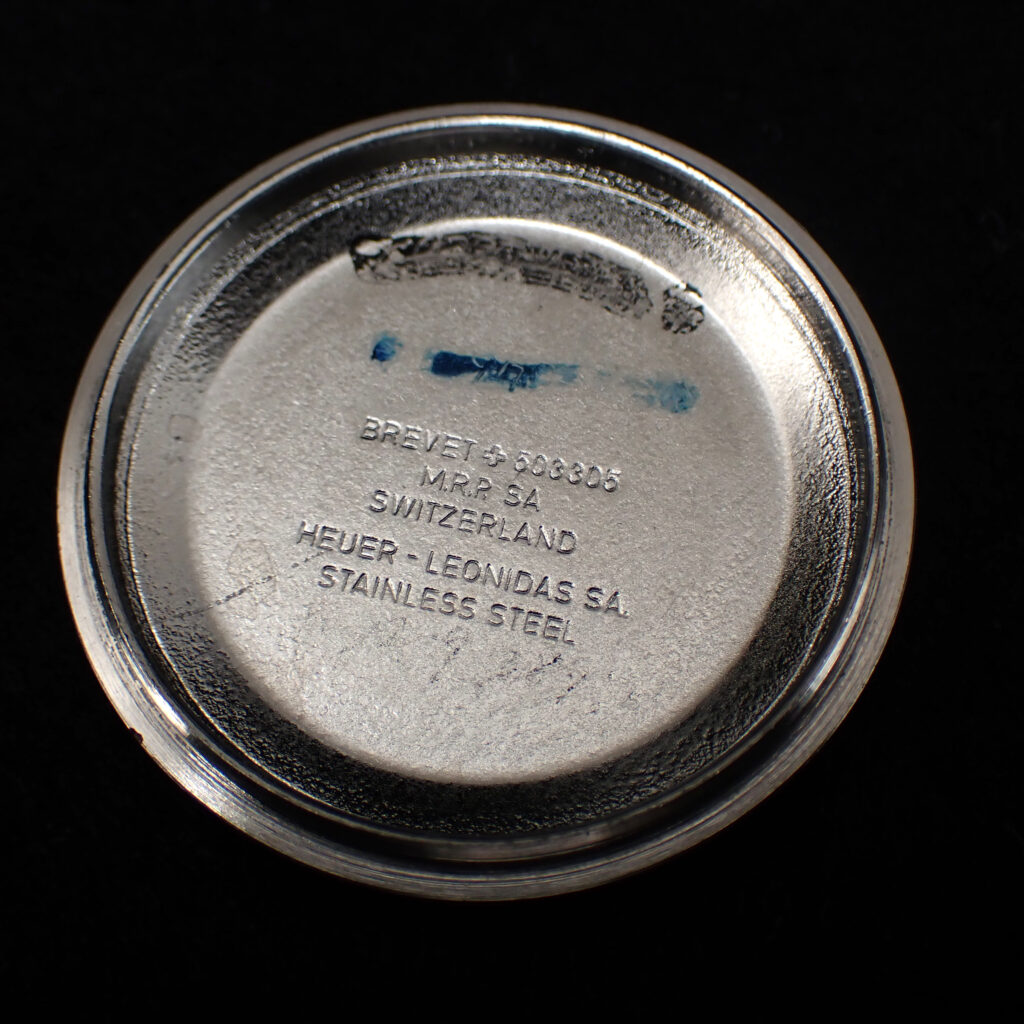 BREVET ✚ 503305
M.R.P. SA
SWITZERLAND
HEUER - LEONIDAS SA.
STAINLESS STEEL